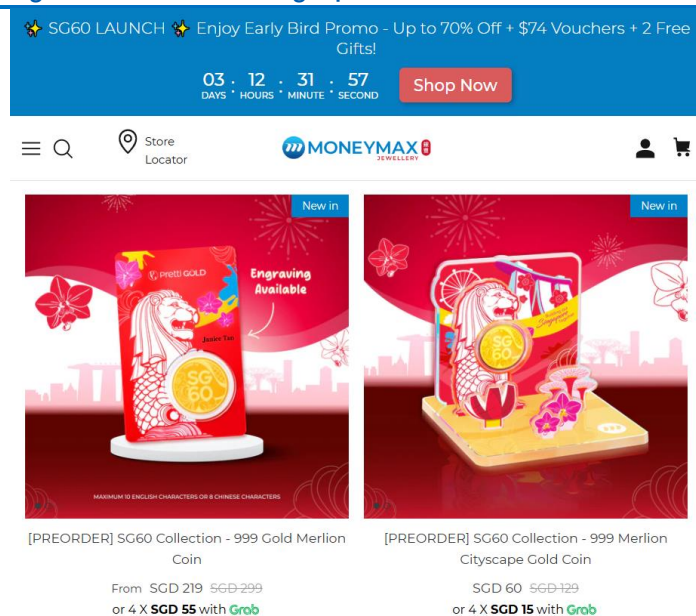 ✨ SG60 LAUNCH ✨ Enjoy Early Bird Promo - Up to 70% Off + $74 Vouchers + 2 Free
Gifts!
03 : 12 : 31 : 57
DAYS HOURS MINUTE SECOND
Shop Now
Store
Locator
MONEYMAX
JEWELLERY
New in
Pretti GOLD
Engraving
Available
Janice Tan
SG
60
MAXIMUM 10 ENGLISH CHARACTERS OR 8 CHINESE CHARACTERS
New in
Singapore
SG
60
[PREORDER] SG60 Collection - 999 Gold Merlion
Coin
From SGD 219 SGD 299
or 4 X SGD 55 with Grab
[PREORDER] SG60 Collection - 999 Merlion
Cityscape Gold Coin
SGD 60 SGD 129
or 4 X SGD 15 with Grab